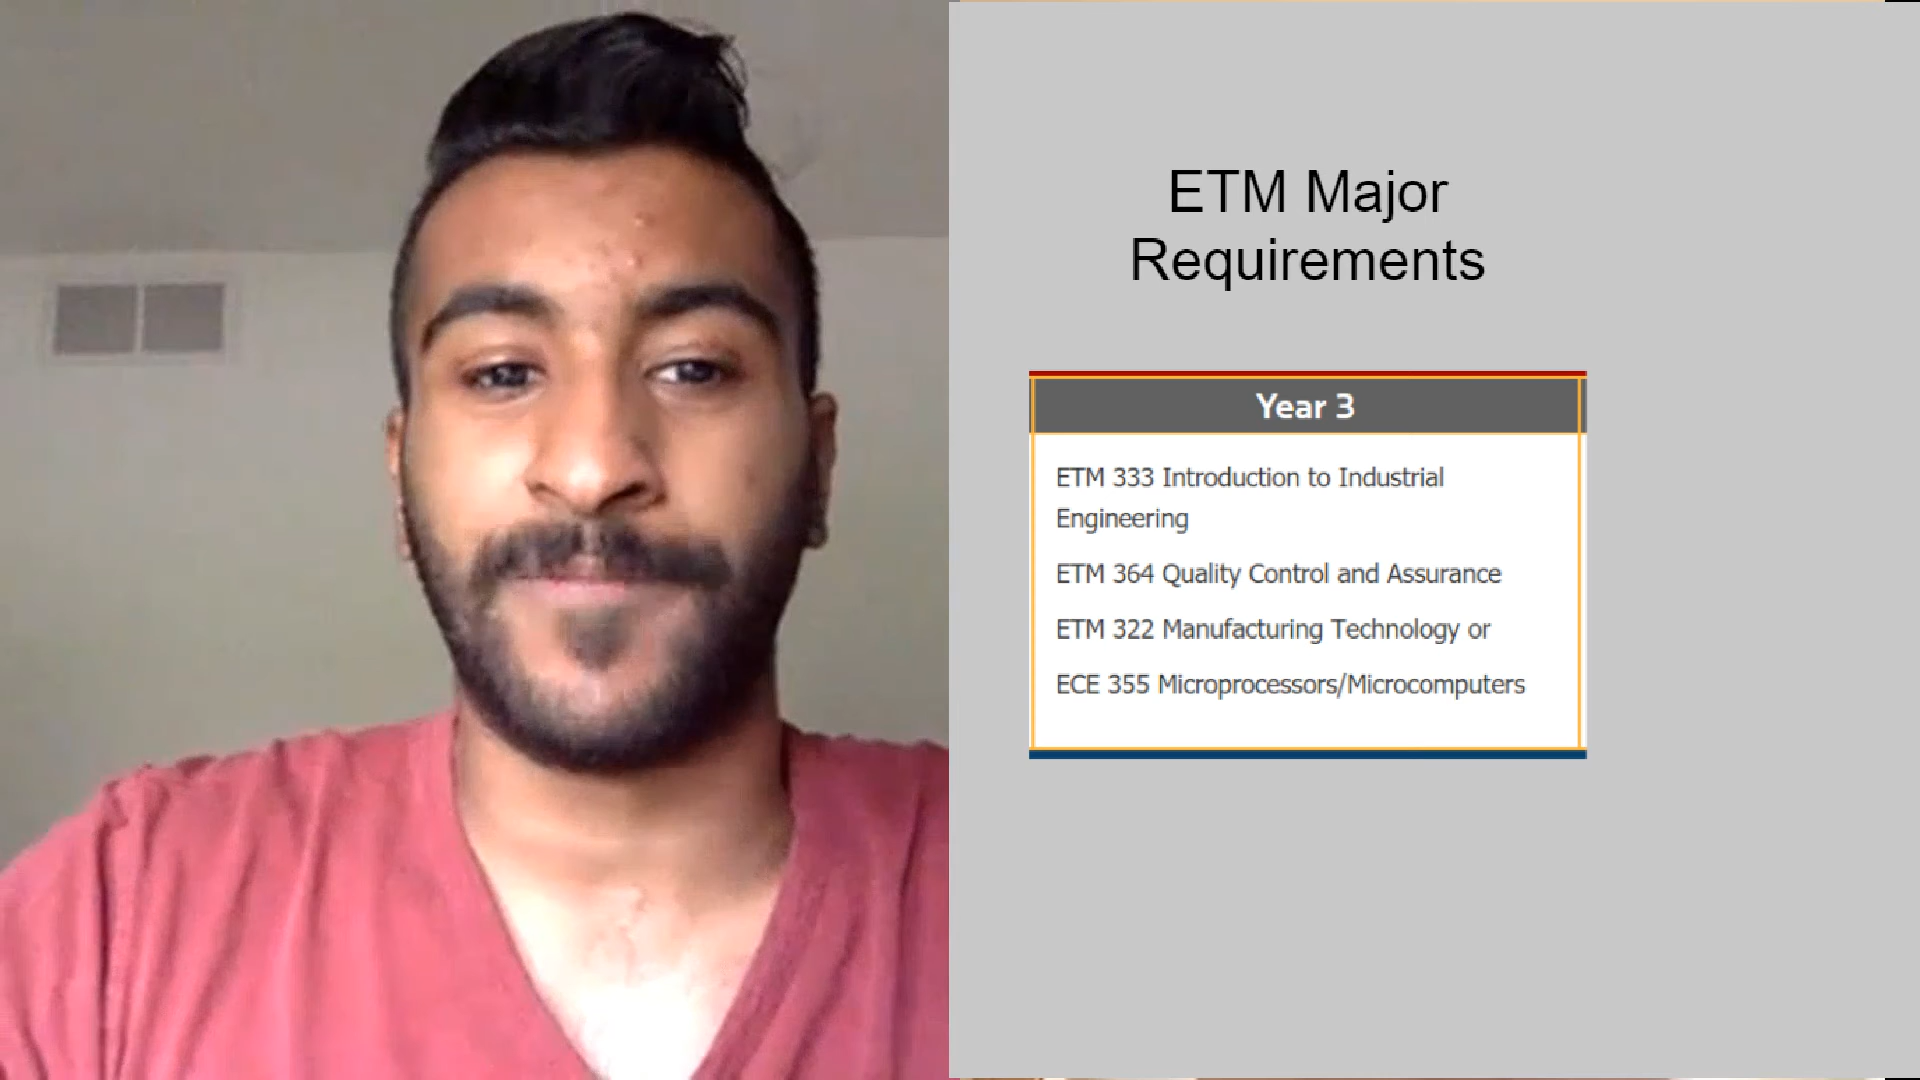 ETM Major
Requirements
Year 3
ETM 333 Introduction to Industrial
Engineering
ETM 364 Quality Control and Assurance
ETM 322 Manufacturing Technology or
ECE 355 Microprocessors/Microcomputers